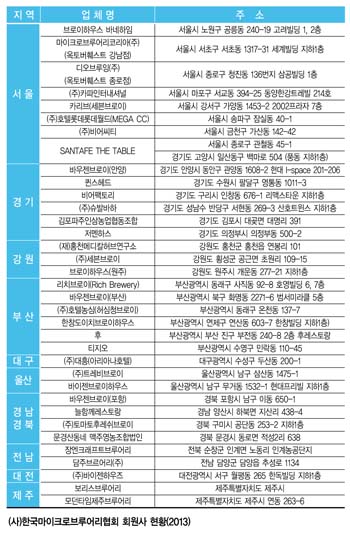 지 역 업 체 명 주 소
서 울
브로이하우스 바네하임 서울시 노원구 공릉동 240-19 고려빌딩 1, 2층
마이크로브루어리코리아(주)
(옥토버훼스트 강남점) 서울시 서초구 서초동 1317-31 세계빌딩 지하1층
디오브로잉(주)
(옥토버훼스트 종로점) 서울시 종로구 청진동 136번지 삼공빌딩 1층
(주)카파인터내셔널 서울시 마포구 서교동 394-25 동양한강트레벨 214호
카리브(세븐브로이) 서울시 강서구 가양동 1453-2 2002프라자 7층
(주)호텔롯데롯데월드(MEGA CC) 서울시 송파구 잠실동 40-1
(주)비어씨티 서울시 금천구 가산동 142-42
SANTAFE THE TABLE 서울시 종로구 관철동 45-1
경기도 고양시 일산동구 백마로 504 (풍동 지하1층)
경 기
바우젠브로이(안양) 경기도 안양시 동안구 관양동 1608-2 현대 I-space 201-206
퀸스헤드 경기도 수원시 팔달구 영통동 1011-3
비어팩토리 경기도 구리시 인창동 676-1 리맥스타운 지하1층
(주)슈발바하 경기도 성남수 반당구 서현동 269-3 산호트윈스 지하1층
김포파주인삼농업협동조합 경기도 김포시 대곶면 대명리 391
저멘하스 경기도 의정부시 의정부동 500-2
강 원
(재)홍천메디칼허브연구소 강원도 홍천군 홍천읍 연봉리 101
(주)세븐브로이 강원도 횡성군 공근면 초원리 109-15
브로이하우스(원주) 강원도 원주시 개운동 277-21 지하1층
부 산
리치브로이(Rich Brewery) 부산광역시 동래구 사직동 92-8 호명빌딩 6, 7층
바우젠브로이(부산) 부산광역시 북구 화명동 2271-6 범서미라클 5층
(주)호텔농심(허심청브로이) 부산광역시 동래구 온천동 137-7
한창도이치브로이하우스 부산광역시 연제구 연산동 603-7 한창빌딩 지하1층
후 부산광역시 부산 진구 부전동 240-8 2층 후레스토랑
티지오 부산광역시 수영구 민락동 110-45
대 구 (주)대흥(아리아나호텔) 대구광역시 수성구 두산동 200-1
울산
(주)트레비브로이 울산광역시 남구 삼산동 1475-1
바이젠브로이하우스 울산광역시 남구 무거동 1532-1 현대프리빌 지하1층
경 남
경 북
바우젠브로이(포항) 경북 포항시 남구 이동 650-1
늘함께레스토랑 경남 양산시 하북면 지산리 438-4
(주)토마토후레쉬브로이 경북 구미시 공단동 253-2 지하1층
문경산동네 맥주영농조합법인 경북 문경시 동로면 적성리 638
전 남
장엔크래프트브루어리 전북 순창군 인계면 노동리 인계농공단지
담주브로리(주) 전남 담양군 담양읍 추성로 1134
대 전 (주)바이젠하우스 대전광역시 서구 월평동 265 한독빌딩 지하1층
제 주
보리스브루어리 제주특별자치도 제주시
모던타임제주브루어리 제주특별자치도 제주시 연동 263-6
(사)한국마이크로브루어리협회 회원사 현황(2013)